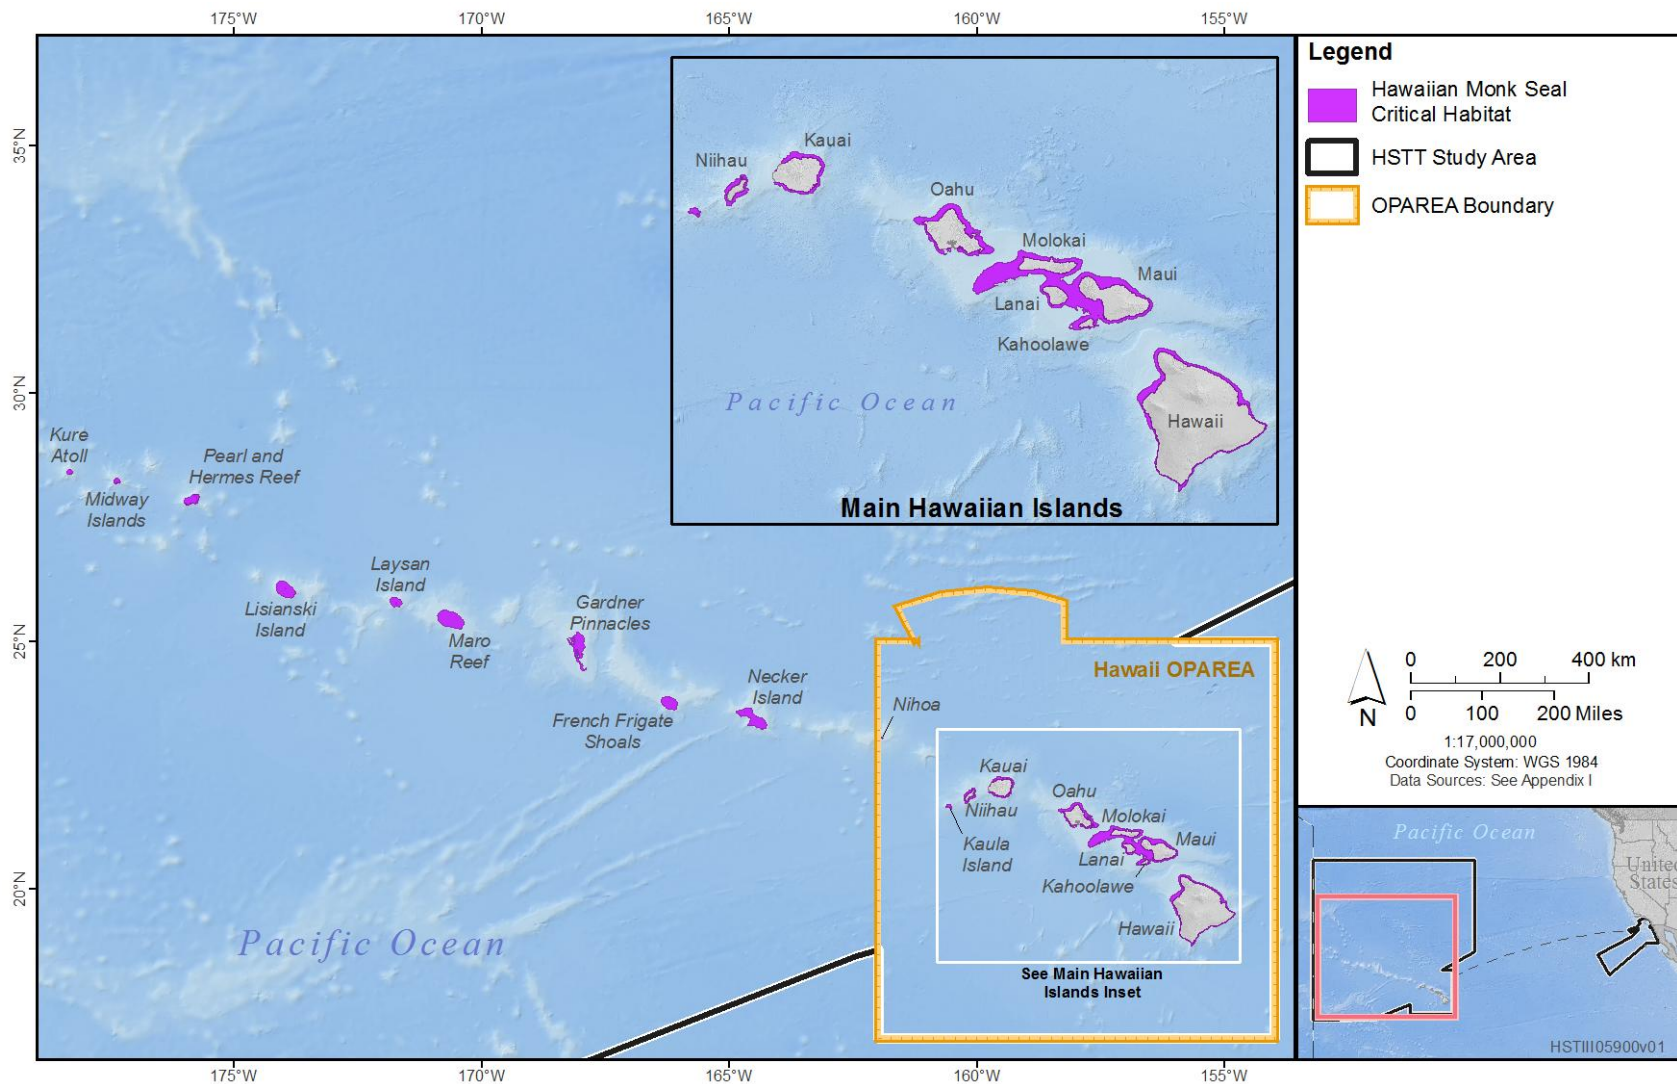 175°W
170°W
165°W
160°W
155°W
35°N
30°N
25°N
20°N
Kauai
Niihau
Oahu
Molokai
Maui
Lanai
Kahoolawe
Pacific Ocean
Hawaii
Main Hawaiian Islands
Kure
Atoll
Pearl and
Hermes Reef
Midway
Islands
Laysan
Island
Lisianski
Island
Gardner
Pinnacles
Maro
Reef
Necker
Island
French Frigate
Shoals
Hawaii OPAREA
Nihoa
Kauai
Oahu
Niihau
Molokai
Maui
Kaula
Island
Lanai
Kahoolawe
Hawaii
Pacific Ocean
See Main Hawaiian
Islands Inset
175°W
170°W
165°W
160°W
155°W
Legend
Hawaiian Monk Seal
Critical Habitat
HSTT Study Area
OPAREA Boundary
N
0 200 400 km
0 100 200 Miles
1:17,000,000
Coordinate System: WGS 1984
Data Sources: See Appendix I
Pacific Ocean
United
States
HSTIII05900v01